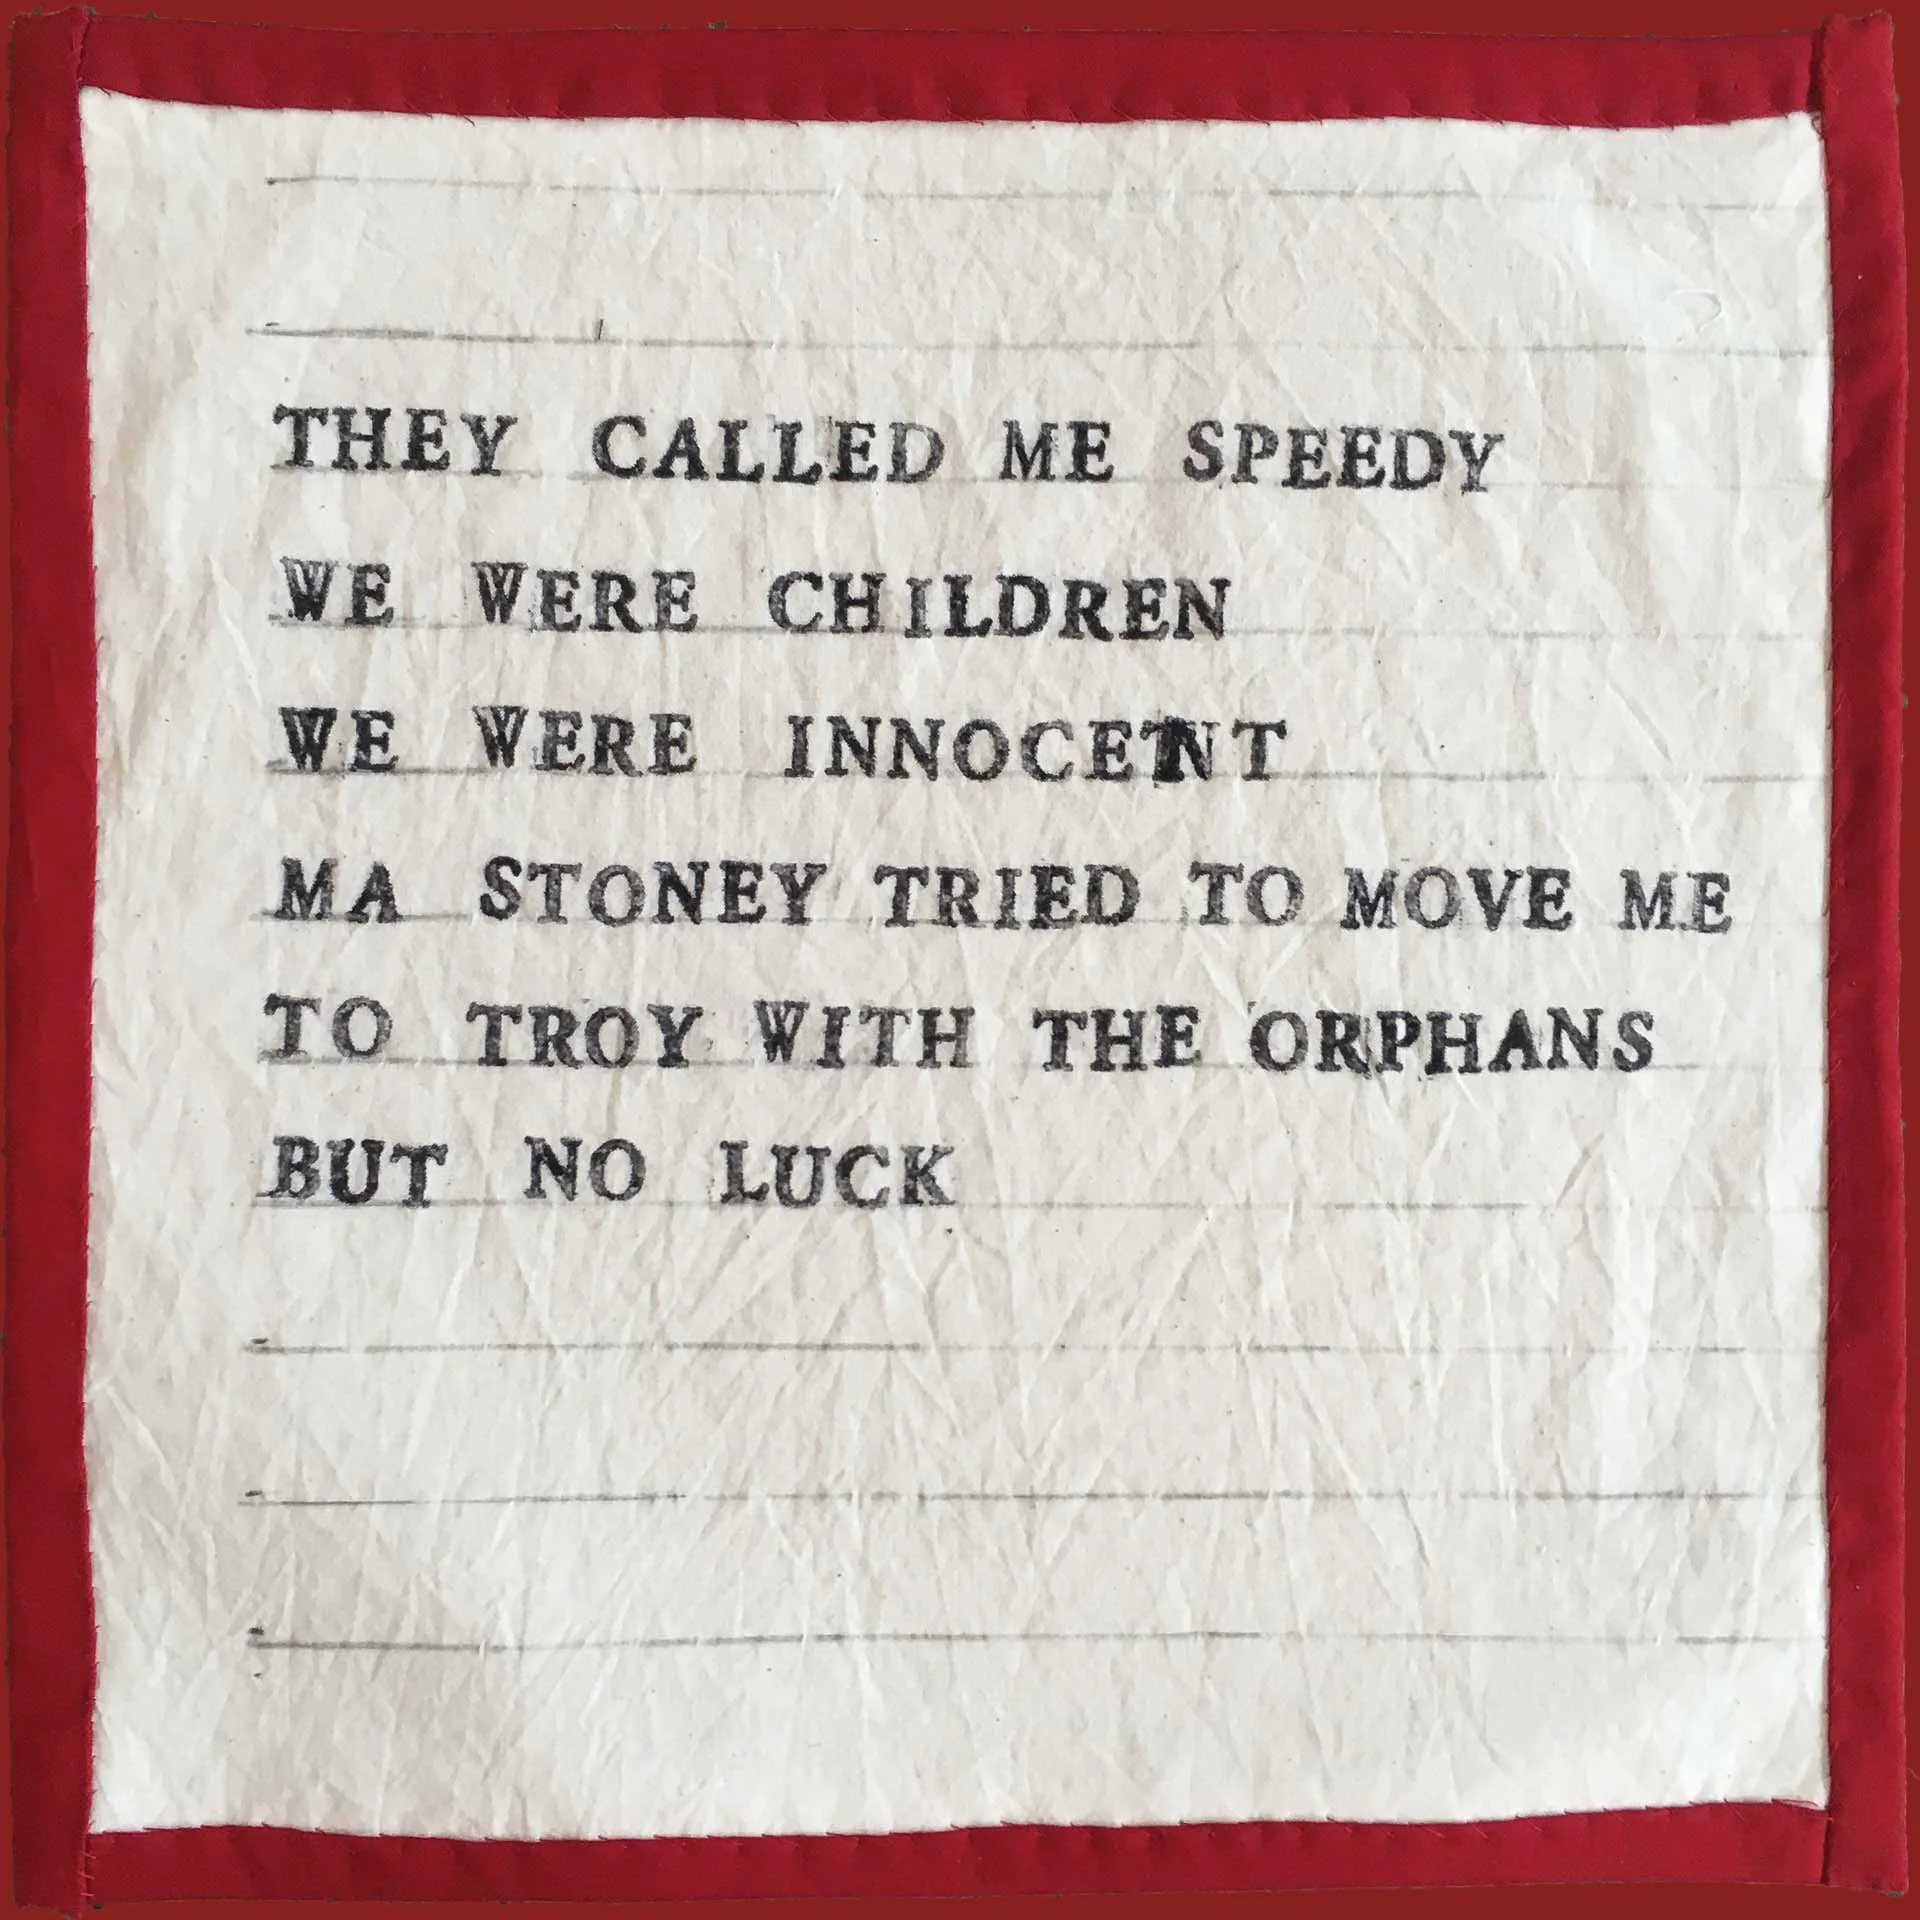 THEY CALLED ME SPEEDY
WE WERE CHILDREN
WE WERE INNOCENT
MA STONEY TRIED TO MOVE ME
TO TROY WITH THE ORPHANS
BUT NO LUCK